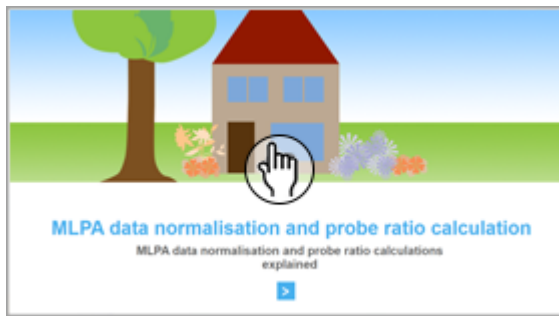 MLPA data normalisation and probe ratio calculation
MLPA data normalisation and probe ratio calculations
explained
>